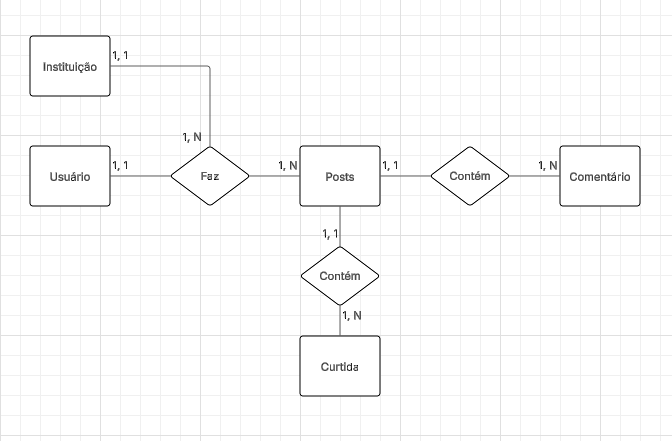 1, 1
Instituição
1, N
Usuário
1, 1
Faz
1, N
Posts
1, 1
Contém
1, N
Comentário
1, 1
Contém
1, N
Curtida